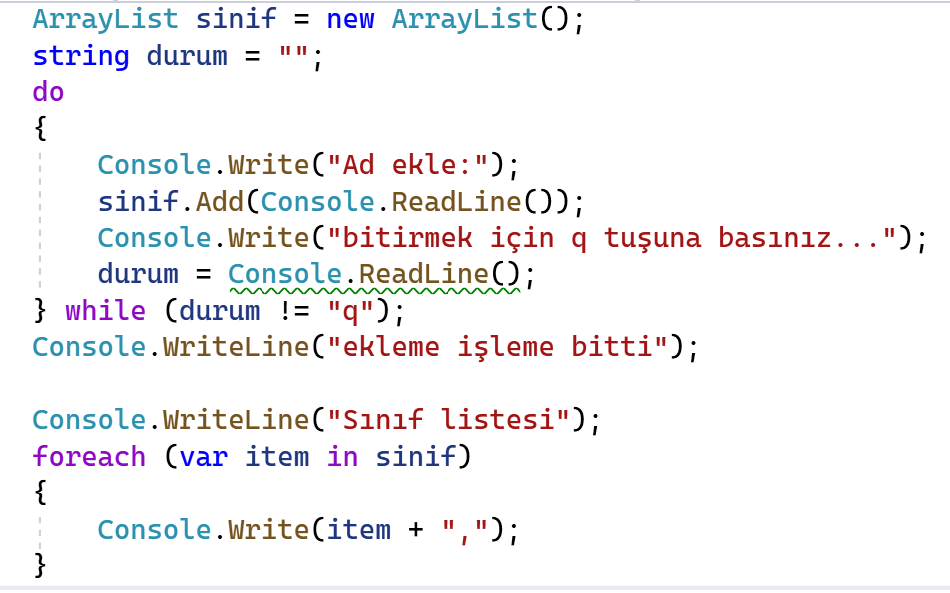 ArrayList sinif = new ArrayList();
string durum = "";
do
{
    Console.Write("Ad ekle:");
    sinif.Add(Console.ReadLine());
    Console.Write("bitirmek için q tuşuna basınız...");
    durum = Console.ReadLine();
} while (durum != "q");
Console.WriteLine("ekleme işleme bitti");

Console.WriteLine("Sınıf listesi");
foreach (var item in sinif)
{
    Console.Write(item + ",");
}